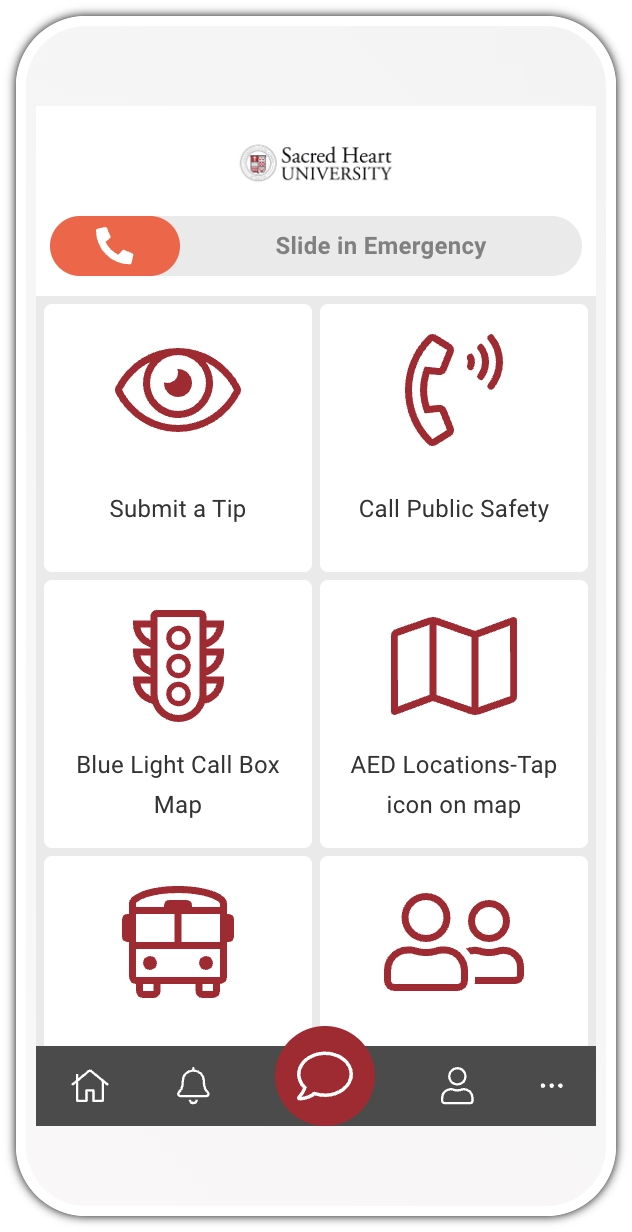 Sacred Heart
UNIVERSITY
Slide in Emergency
Submit a Tip
Call Public Safety
Blue Light Call Box
Map
AED Locations-Tap
icon on map